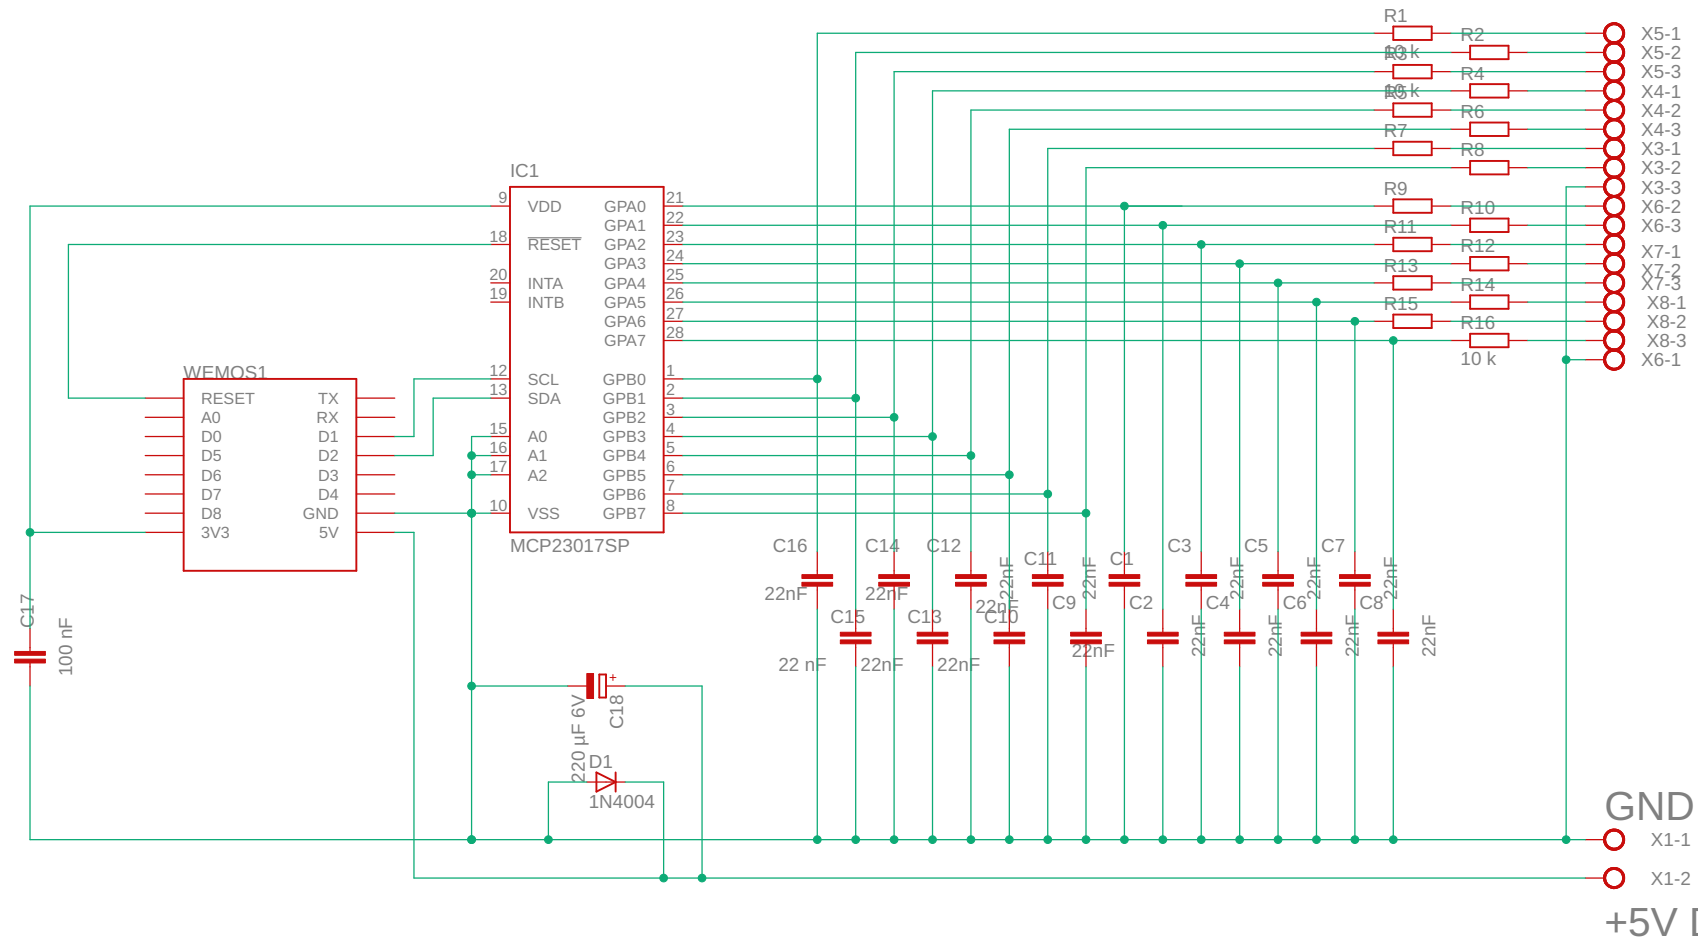 R1
R2
X5-1
10 k
R3
X5-2
R4
X5-3
10 k
R5
X4-1
R6
X4-2
R7
X4-3
R8
X3-1
X3-2
R9
X3-3
R10
X6-2
R11
X6-3
R12
X7-1
R13
X7-2
R14
X7-3
R15
X8-1
R16
X8-2
X8-3
10 k
X6-1
IC1
9 VDD GPA0 21
GPA1 22
18 RESET GPA2 23
GPA3 24
20 INTA GPA4 25
19 INTB GPA5 26
GPA6 27
GPA7 28
12 SCL GPB0 1
13 SDA GPB1 2
GPB2 3
15 A0 GPB3 4
16 A1 GPB4 5
17 A2 GPB5 6
GPB6 7
10 VSS GPB7 8
MCP23017SP
WEMOS1
RESET TX
A0 RX
D0 D1
D5 D2
D6 D3
D7 D4
D8 GND
3V3 5V
C16
C14
C12
C11
C1
C3
C5
C7
22nF
22nF
22nF
22nF
22nF
22nF
22nF
22nF
22nF
C15
C13
C10
C9
C2
C4
C6
C8
22 nF
22nF
22nF
22nF
22nF
22nF
22nF
22nF
C17
100 nF
+
220 µF 6V
C18
D1
1N4004
GND
X1-1
X1-2
+5V